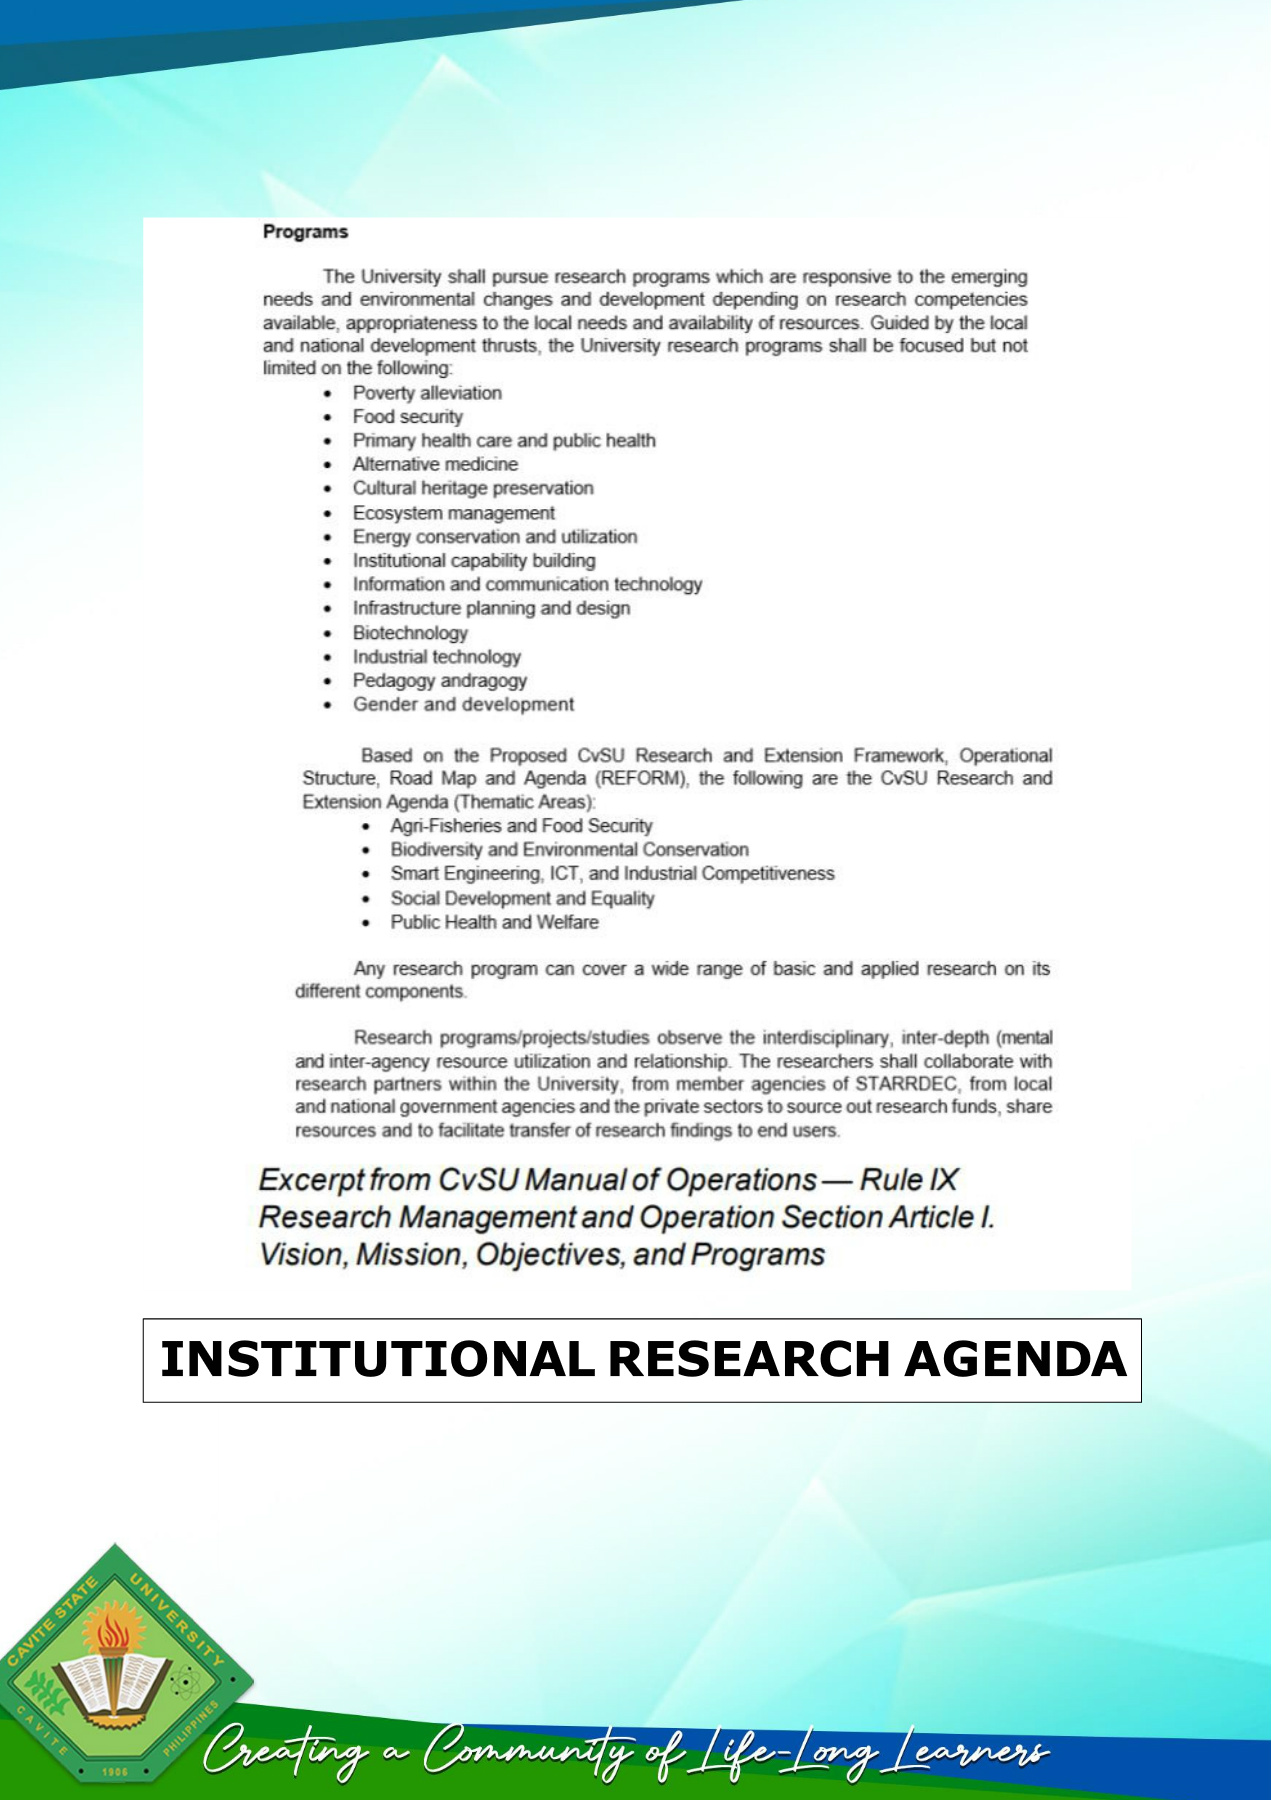 Programs
The University shall pursue research programs which are responsive to the emerging
needs and environmental changes and development depending on research competencies
available, appropriateness to the local needs and availability of resources. Guided by the local
and national development thrusts, the University research programs shall be focused but not
limited on the following:
• Poverty alleviation
• Food security
• Primary health care and public health
• Alternative medicine
• Cultural heritage preservation
• Ecosystem management
• Energy conservation and utilization
• Institutional capability building
• Information and communication technology
• Infrastructure planning and design
• Biotechnology
• Industrial technology
• Pedagogy andragogy
• Gender and development
Based on the Proposed CvSU Research and Extension Framework, Operational
Structure, Road Map and Agenda (REFORM), the following are the CvSU Research and
Extension Agenda (Thematic Areas):
• Agri-Fisheries and Food Security
• Biodiversity and Environmental Conservation
• Smart Engineering, ICT, and Industrial Competitiveness
• Social Development and Equality
• Public Health and Welfare
Any research program can cover a wide range of basic and applied research on its
different components.
Research programs/projects/studies observe the interdisciplinary, inter-depth (mental
and inter-agency resource utilization and relationship. The researchers shall collaborate with
research partners within the University, from member agencies of STARRDEC, from local
and national government agencies and the private sectors to source out research funds, share
resources and to facilitate transfer of research findings to end users.
Excerpt from CvSU Manual of Operations — Rule IX
Research Management and Operation Section Article I.
Vision, Mission, Objectives, and Programs
INSTITUTIONAL RESEARCH AGENDA
CAVITE STATE UNIVERSITY
CAVITE PHILIPPINES
• 1906 •
Creating a Community of Life-Long Learners